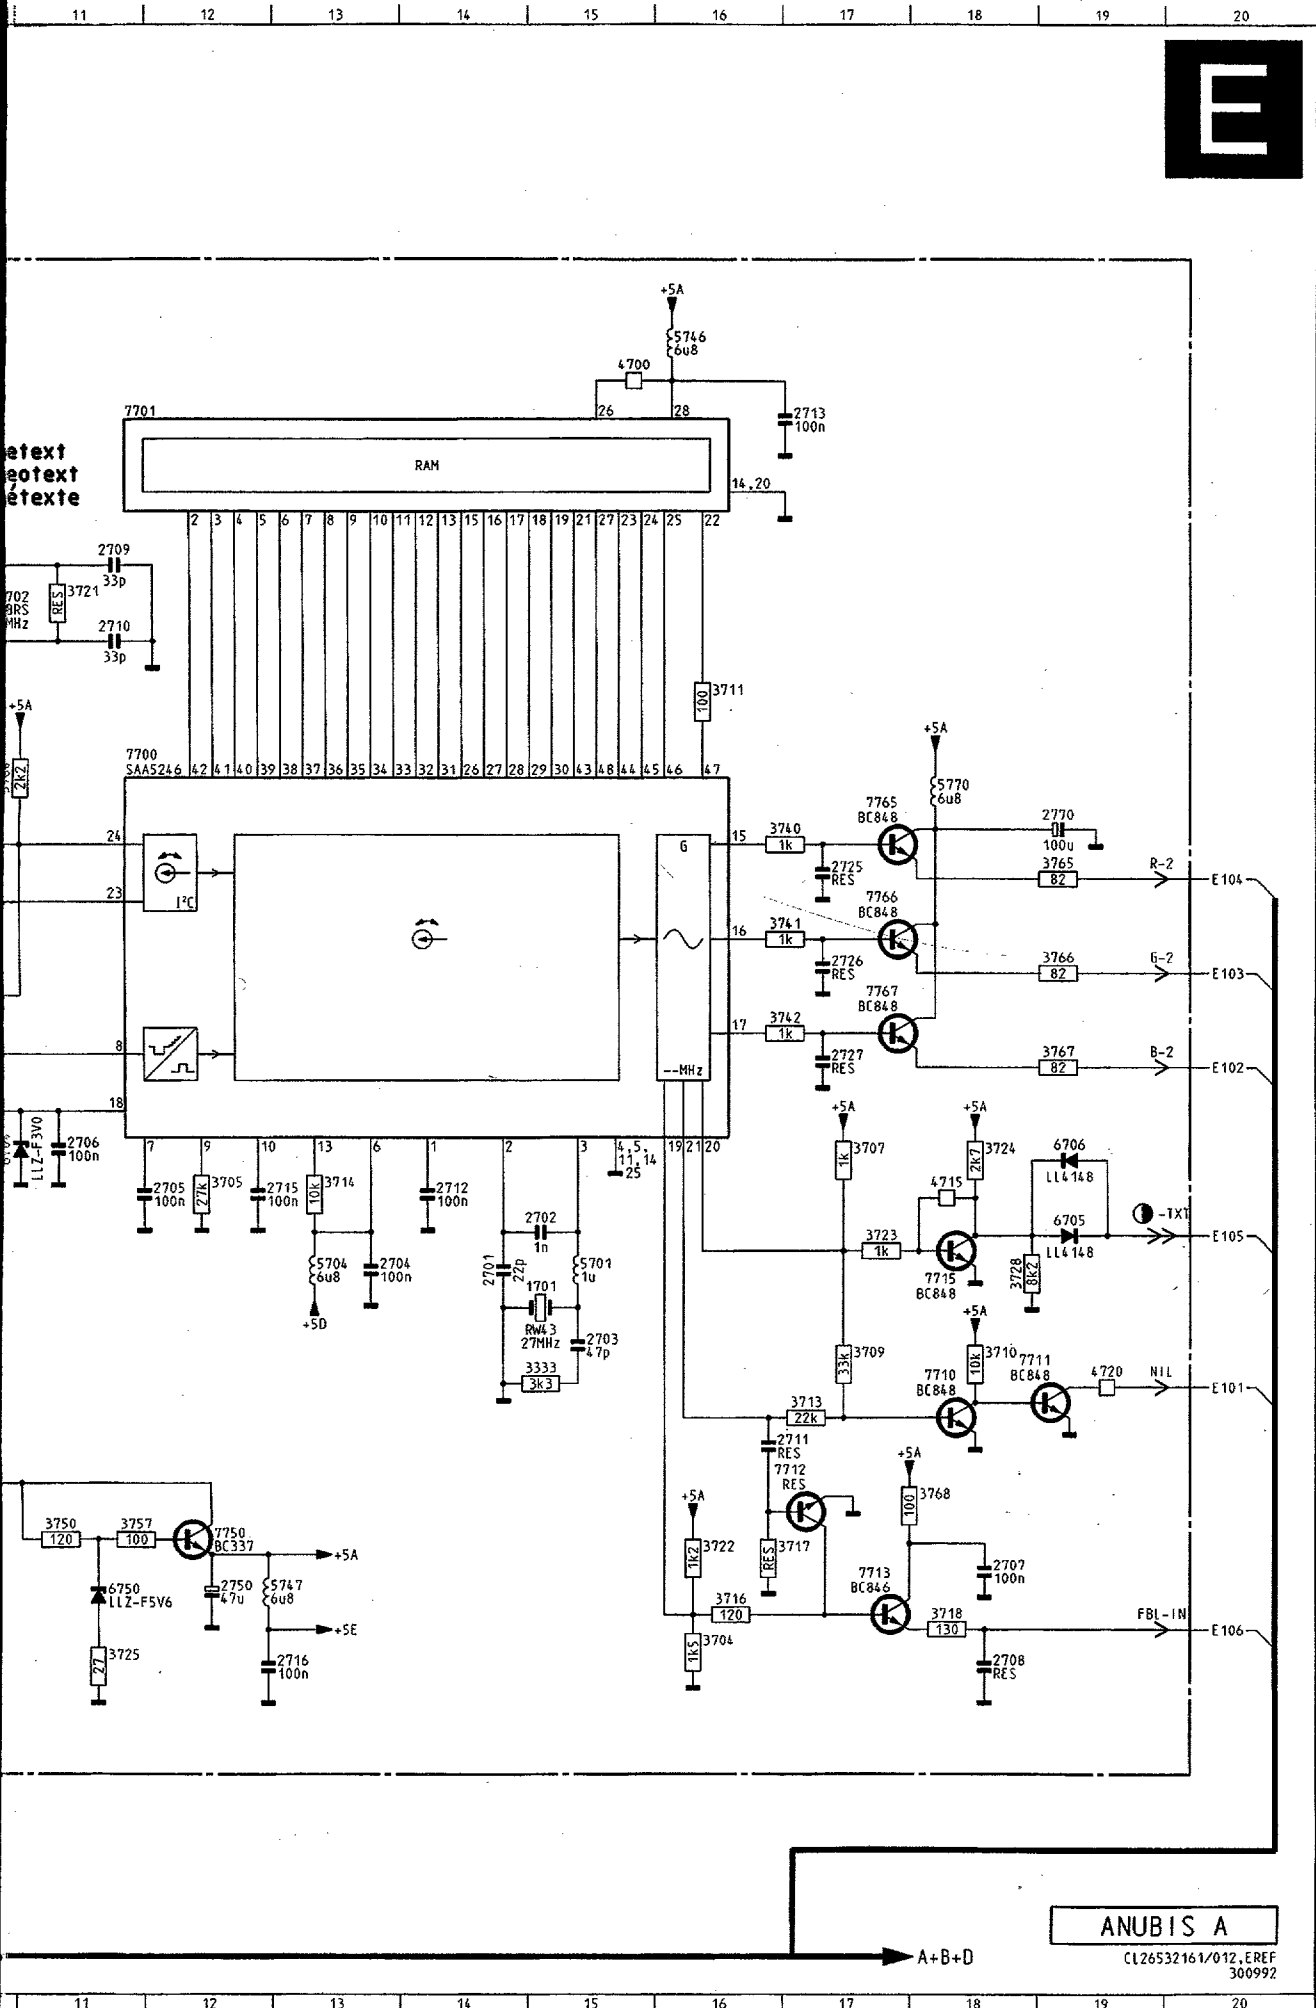 11 12 13 14 15 16 17 18 19 20
E
+5A
5746
6u8
4700
7701
26 28
2713
100n
etext
eotext
étexte
RAM
14,20
2 3 4 5 6 7 8 9 10 11 12 13 15 16 17 18 19 21 27 23 24 25 22
2709
33p
3721
RES
702
8RS
MHz
2710
33p
3711
100
+5A
2k2
7700
SAA5246
42 41 40 39 38 37 36 35 34 33 32 31 26 27 28 29 30 43 48 44 45 46 47
+5A
5770
6u8
7765
BC848
2770
100u
24
15
3740
1k
G
2725
RES
3765
82
R-2
E104
23
I²C
7766
BC848
16
3741
1k
2726
RES
3766
82
G-2
E103
7767
BC848
8
17
3742
1k
2727
RES
3767
82
B-2
E102
--MHz
18
LLZ-F3V0
2706
100n
7 9 10 13 6 1 2 3
4,5,
11,14
25
19 21 20
+5A
3707
1k
+5A
3724
2k7
6706
LL4148
2705
100n
3705
27k
2715
100n
3714
10k
2712
100n
4715
-TXT
2702
1n
3723
1k
6705
LL4148
E105
5704
6u8
2704
100n
2701
22p
5701
1u
7715
BC848
3728
8k2
+5D
1701
RW43
27MHz
2703
47p
+5A
3333
3k3
3709
33k
7710
BC848
3710
10k
7711
BC848
4720
NIL
E101
3713
22k
2711
RES
7712
RES
+5A
3768
100
+5A
3750
120
3757
100
7750
BC337
+5A
3722
1k2
3717
RES
7713
BC846
2707
100n
6750
LLZ-F5V6
2750
47u
5747
6u8
3716
120
3718
130
FBL-IN
E106
+5E
3725
27
2716
100n
3704
1k5
2708
RES
ANUBIS A
A+B+D
CL26532161/012,EREF
300992
11 12 13 14 15 16 17 18 19 20